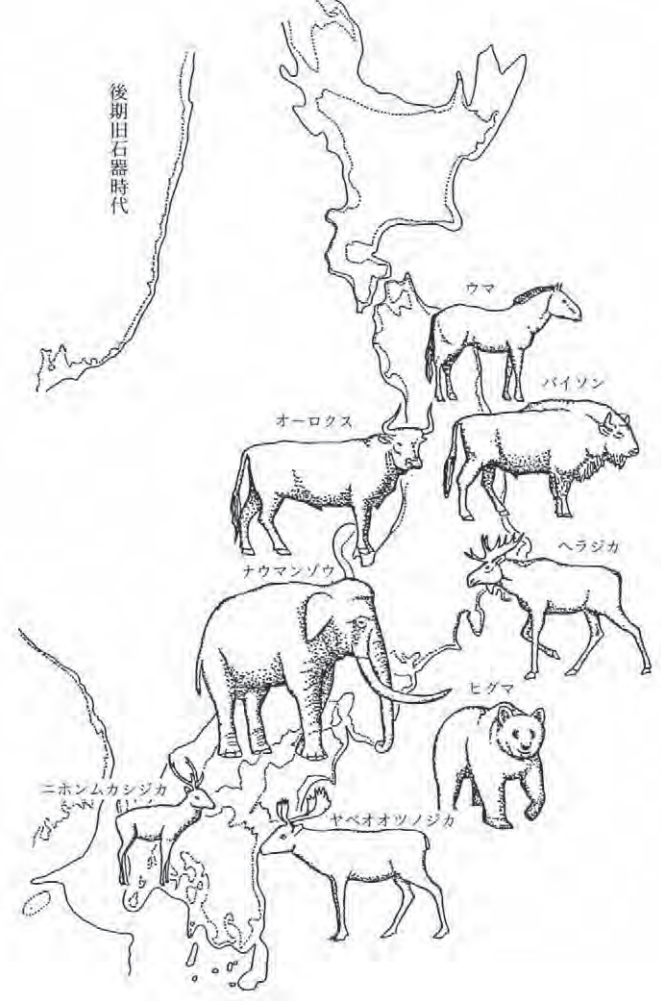 後期旧石器時代
ウマ
バイソン
オーロクス
ヘラジカ
ナウマンゾウ
ヒグマ
ニホンムカシジカ
ヤベオオツノジカ